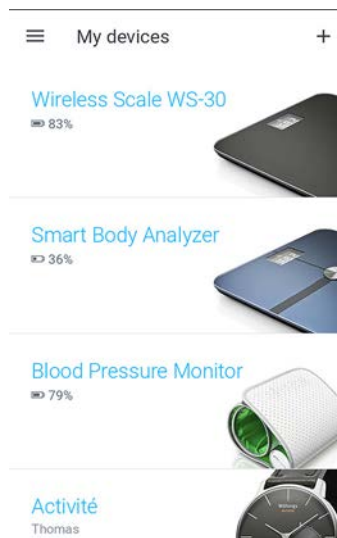 My devices
Wireless Scale WS-30
83%
Smart Body Analyzer
36%
Blood Pressure Monitor
79%
Activité
Thomas